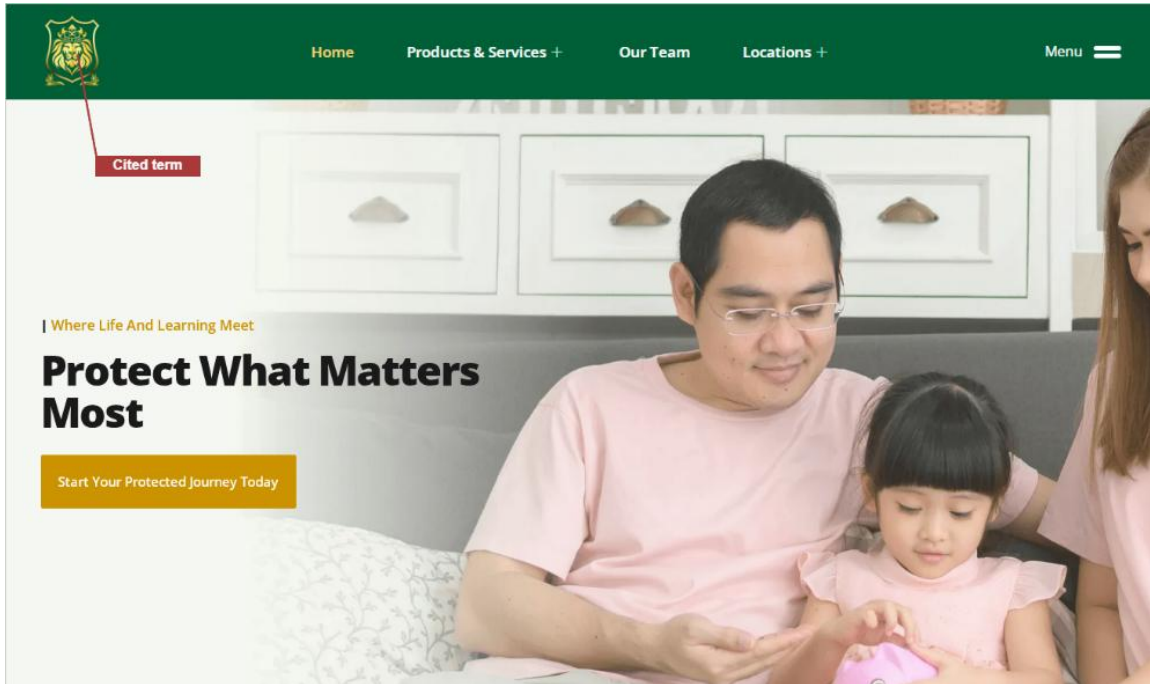 Home
Products & Services +
Our Team
Locations +
Menu
Cited term
| Where Life And Learning Meet
Protect What Matters
Most
Start Your Protected Journey Today